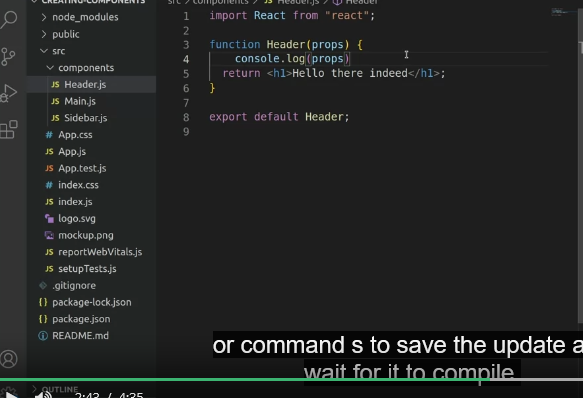 CREATING-COMPONENTS
src > components > JS Header.js > Header
> node_modules
> public
src
components
JS Header.js
JS Main.js
JS Sidebar.js
# App.css
JS App.js
JS App.test.js
# index.css
JS index.js
logo.svg
mockup.png
JS reportWebVitals.js
JS setupTests.js
.gitignore
{} package-lock.json
{} package.json
README.md
> OUTLINE
1 import React from "react";
2
3 function Header(props) {
4 console.log(props)
5 return <h1>Hello there indeed</h1>;
6 }
7
8 export default Header;
9
or command s to save the update a
wait for it to compile.
2:43 / 4:35